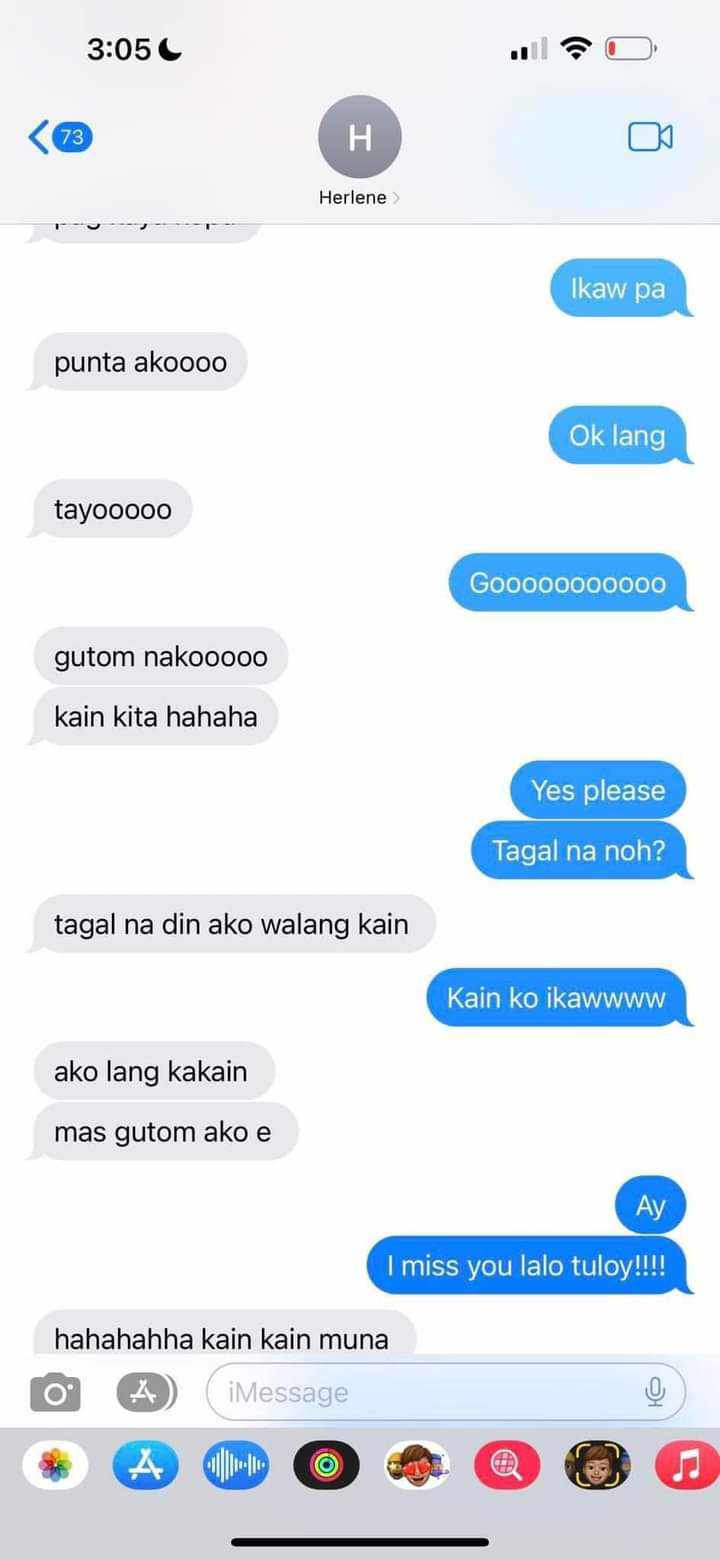 3:05
73
H
Herlene
Ikaw pa
punta akoooo
Ok lang
tayooooo
Gooooooooooo
gutom nakooooo
kain kita hahaha
Yes please
Tagal na noh?
tagal na din ako walang kain
Kain ko ikawwww
ako lang kakain
mas gutom ako e
Ay
I miss you lalo tuloy!!!!
hahahahha kain kain muna
iMessage